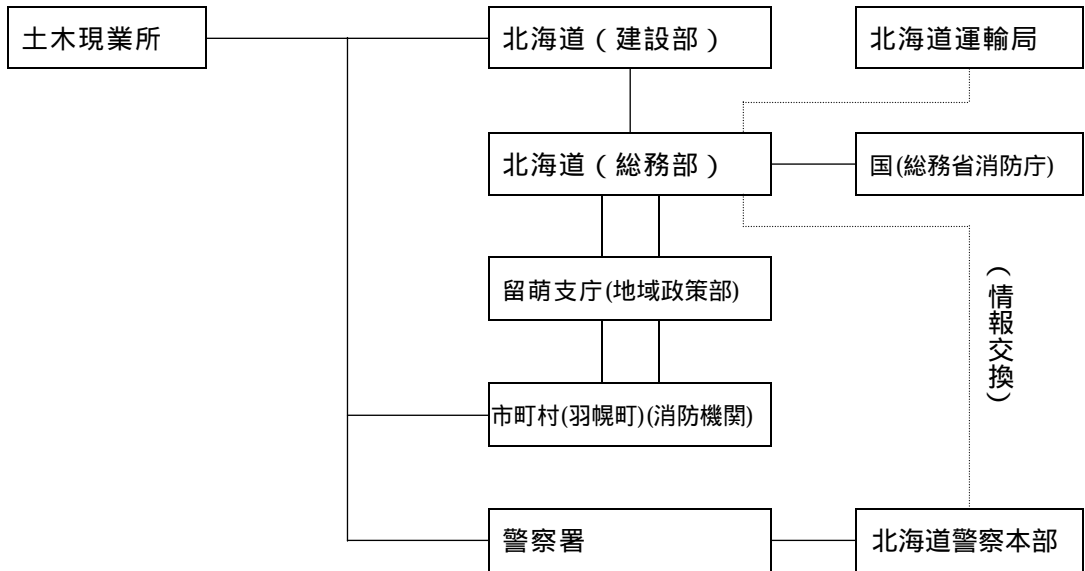 土木現業所
北海道（建設部）
北海道運輸局
北海道（総務部）
国(総務省消防庁)
留萌支庁(地域政策部)
（情報交換）
市町村(羽幌町)(消防機関)
警察署
北海道警察本部